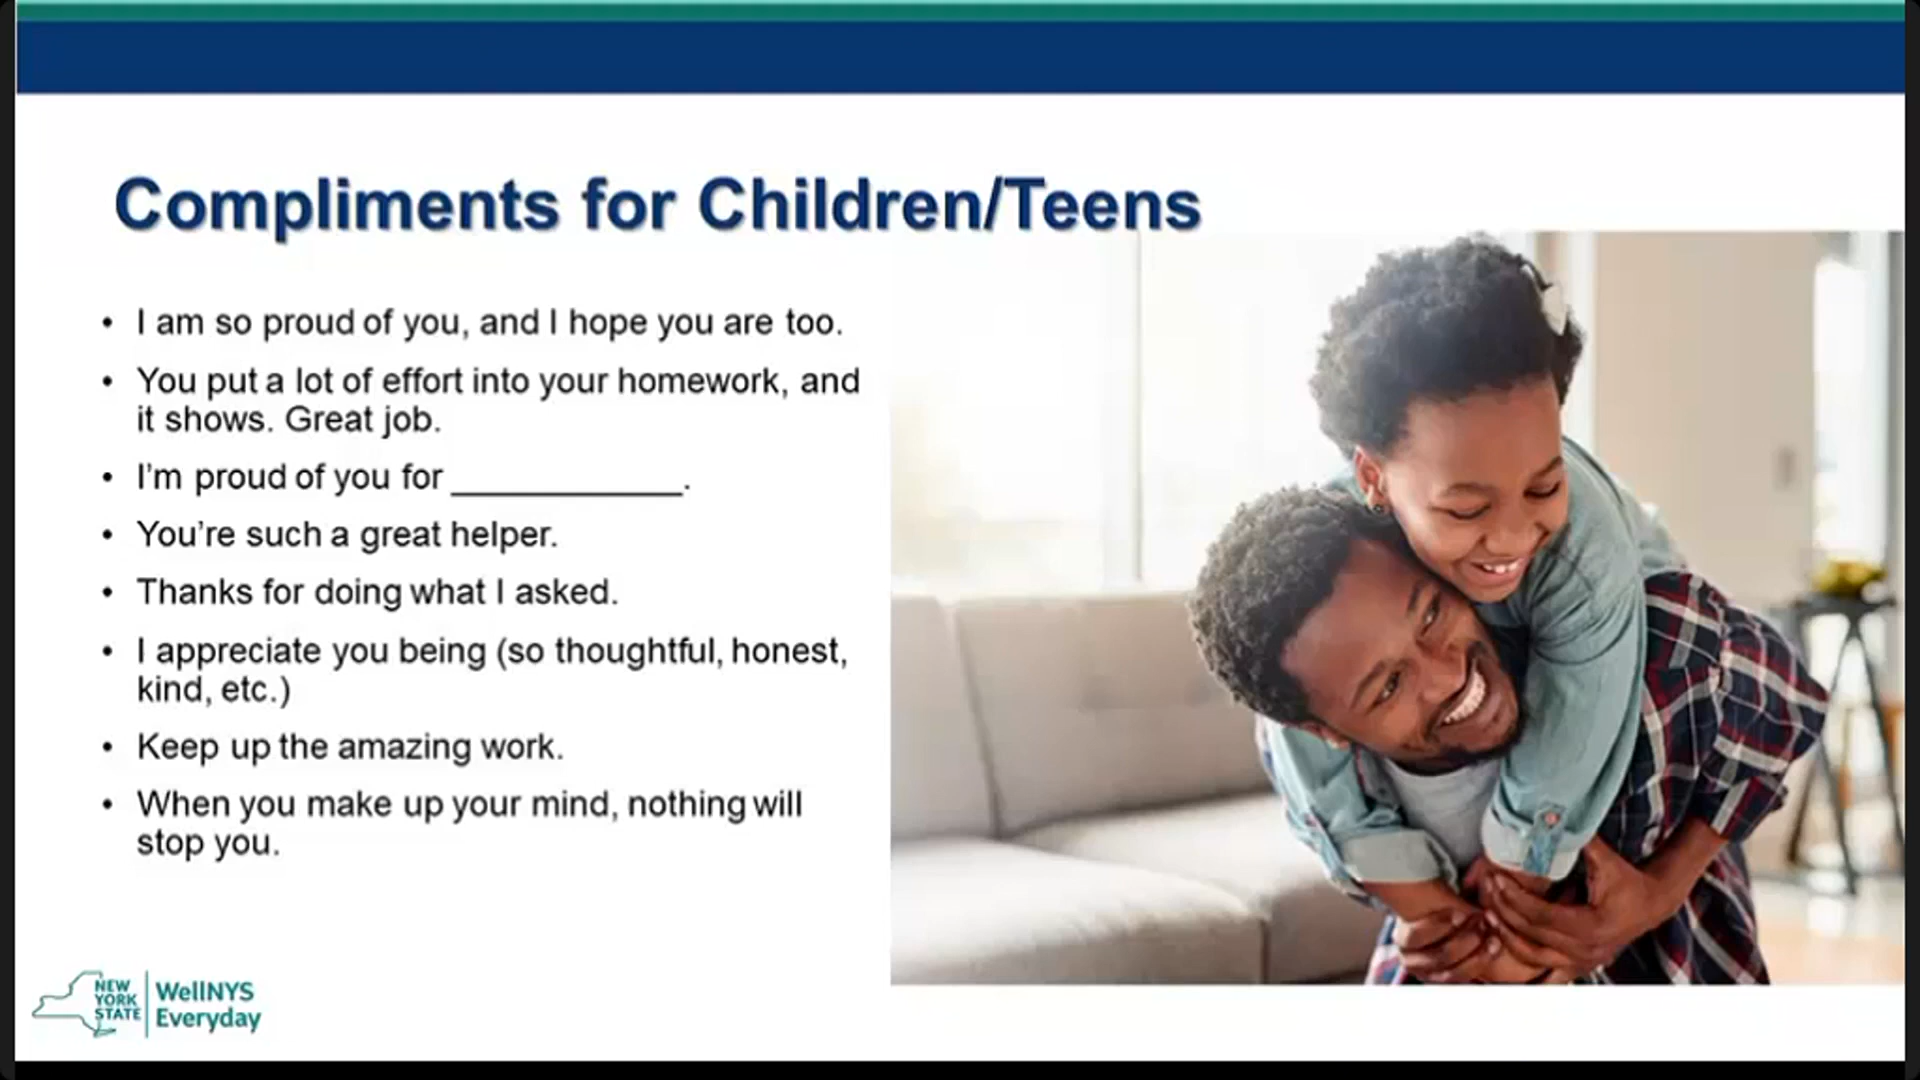 Compliments for Children/Teens
• I am so proud of you, and I hope you are too.
• You put a lot of effort into your homework, and
it shows. Great job.
• I’m proud of you for ____________.
• You’re such a great helper.
• Thanks for doing what I asked.
• I appreciate you being (so thoughtful, honest,
kind, etc.)
• Keep up the amazing work.
• When you make up your mind, nothing will
stop you.
NEW
YORK
STATE
WellNYS
Everyday